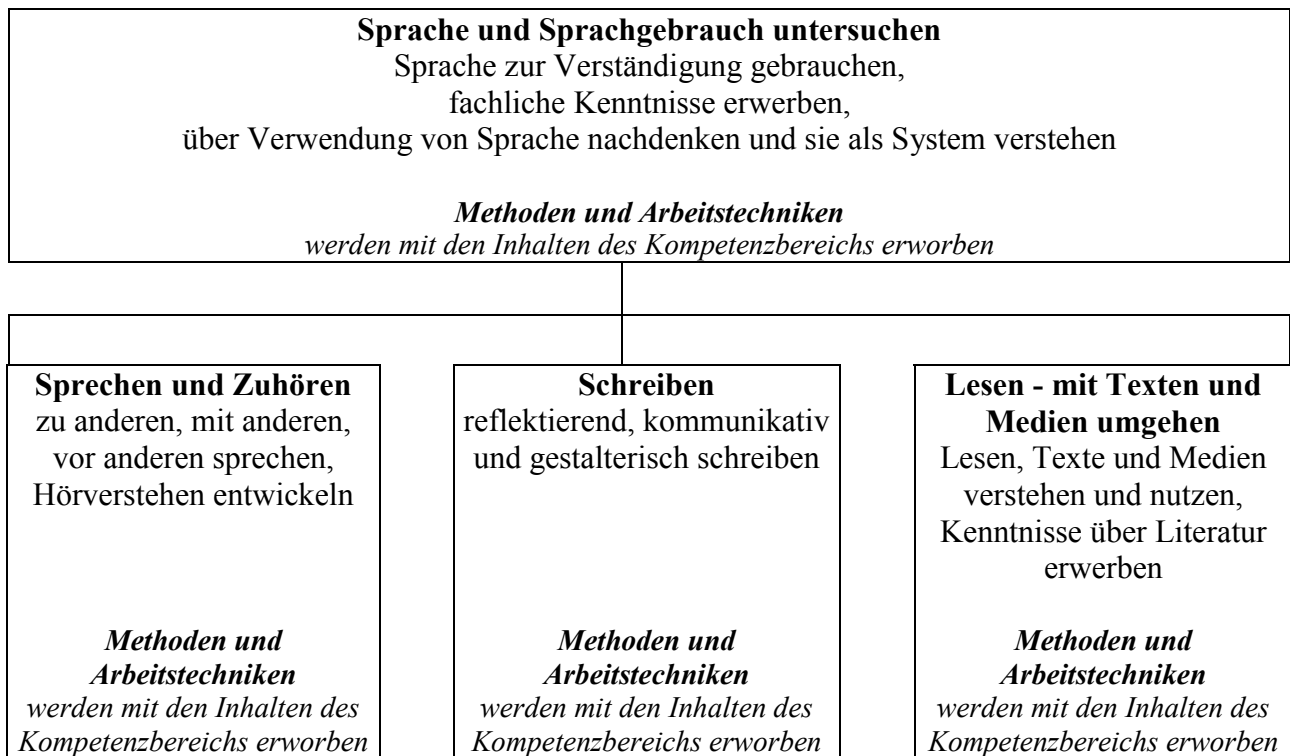 Sprache und Sprachgebrauch untersuchen
Sprache zur Verständigung gebrauchen,
fachliche Kenntnisse erwerben,
über Verwendung von Sprache nachdenken und sie als System verstehen
Methoden und Arbeitstechniken
werden mit den Inhalten des Kompetenzbereichs erworben
Sprechen und Zuhören
zu anderen, mit anderen,
vor anderen sprechen,
Hörverstehen entwickeln
Methoden und
Arbeitstechniken
werden mit den Inhalten des
Kompetenzbereichs erworben
Schreiben
reflektierend, kommunikativ
und gestalterisch schreiben
Methoden und
Arbeitstechniken
werden mit den Inhalten des
Kompetenzbereichs erworben
Lesen - mit Texten und
Medien umgehen
Lesen, Texte und Medien
verstehen und nutzen,
Kenntnisse über Literatur
erwerben
Methoden und
Arbeitstechniken
werden mit den Inhalten des
Kompetenzbereichs erworben